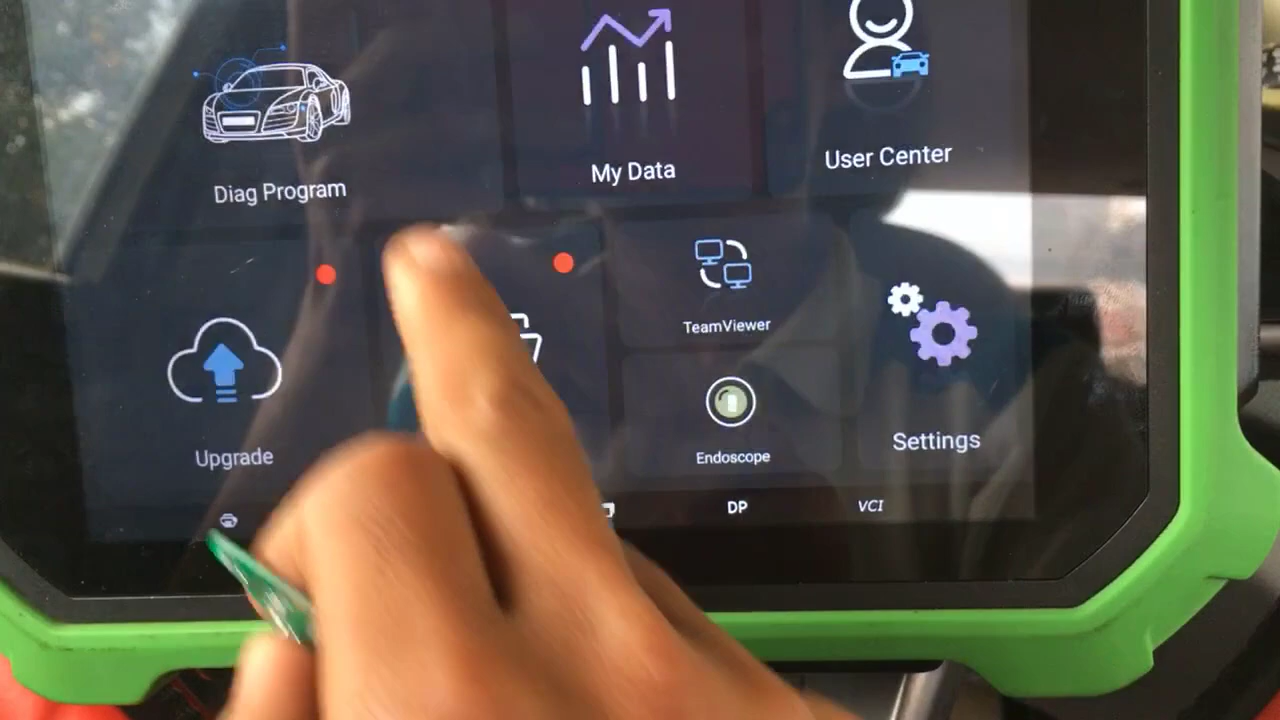 Diag Program
My Data
User Center
Upgrade
TeamViewer
Endoscope
Settings
DP
VCI